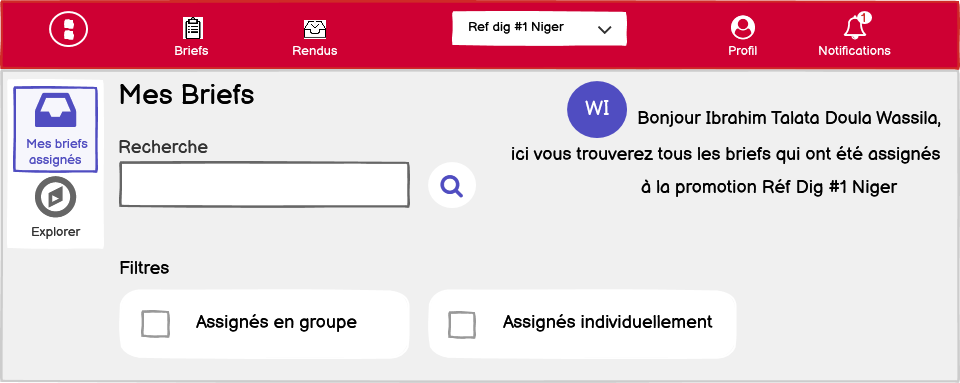 Briefs
Rendus
Ref dig #1 Niger
Profil
1
Notifications
Mes briefs
assignés
Explorer
Mes Briefs
Recherche
WI
Bonjour Ibrahim Talata Doula Wassila,
ici vous trouverez tous les briefs qui ont été assignés
à la promotion Réf Dig #1 Niger
Filtres
Assignés en groupe
Assignés individuellement